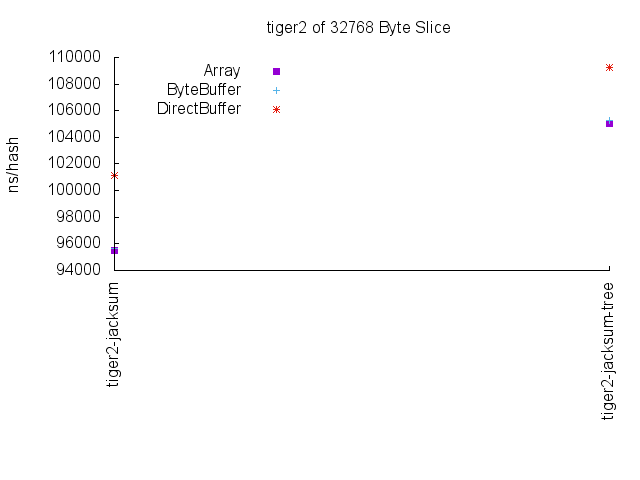 tiger2 of 32768 Byte Slice
ns/hash
110000
108000
106000
104000
102000
100000
98000
96000
94000
Array
ByteBuffer
DirectBuffer
tiger2-jacksum
tiger2-jacksum-tree